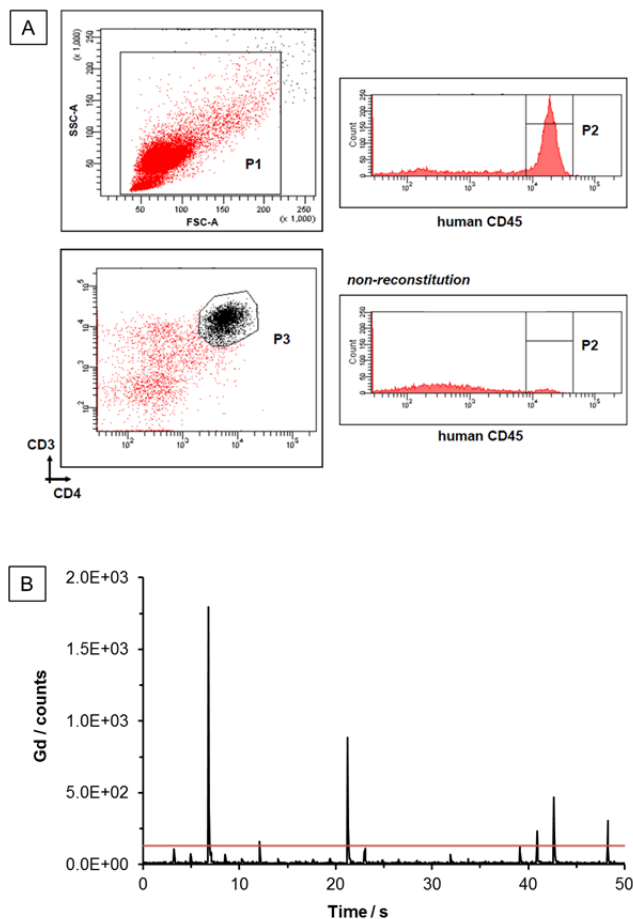 A
(x 1,000)
250
200
150
100
50
SSC-A
P1
50 100 150 200 250
(x 1,000)
FSC-A
Count
250
200
150
100
50
0
P2
10² 10³ 10⁴ 10⁵
human CD45
10⁵
10⁴
10³
10²
P3
10² 10³ 10⁴ 10⁵
CD3
CD4
non-reconstitution
Count
250
200
150
100
50
0
P2
10² 10³ 10⁴ 10⁵
human CD45
B
2.0E+03
1.5E+03
1.0E+03
5.0E+02
0.0E+00
Gd / counts
0 10 20 30 40 50
Time / s